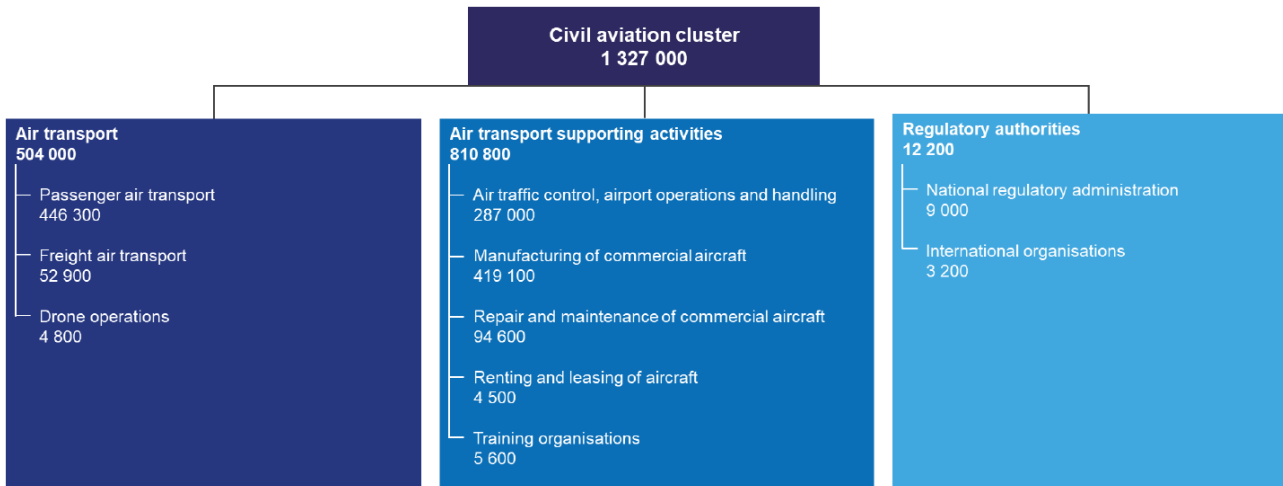 Civil aviation cluster
1 327 000
Air transport
504 000
Passenger air transport
446 300
Freight air transport
52 900
Drone operations
4 800
Air transport supporting activities
810 800
Air traffic control, airport operations and handling
287 000
Manufacturing of commercial aircraft
419 100
Repair and maintenance of commercial aircraft
94 600
Renting and leasing of aircraft
4 500
Training organisations
5 600
Regulatory authorities
12 200
National regulatory administration
9 000
International organisations
3 200